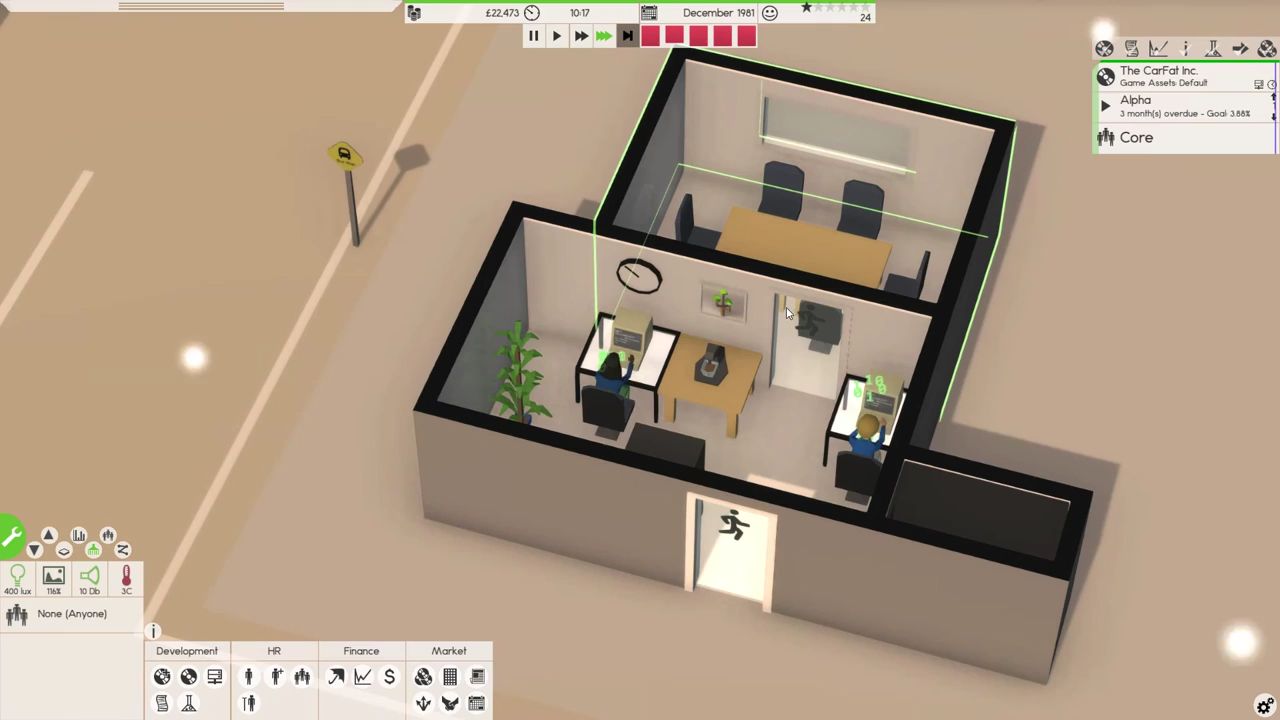 £22,473
10:17
December 1981
24
The CarFat Inc.
Game Assets: Default
Alpha
3 month(s) overdue - Goal: 3.88%
Core
400 lux
116%
10 Db
3C
None (Anyone)
Development
HR
Finance
Market